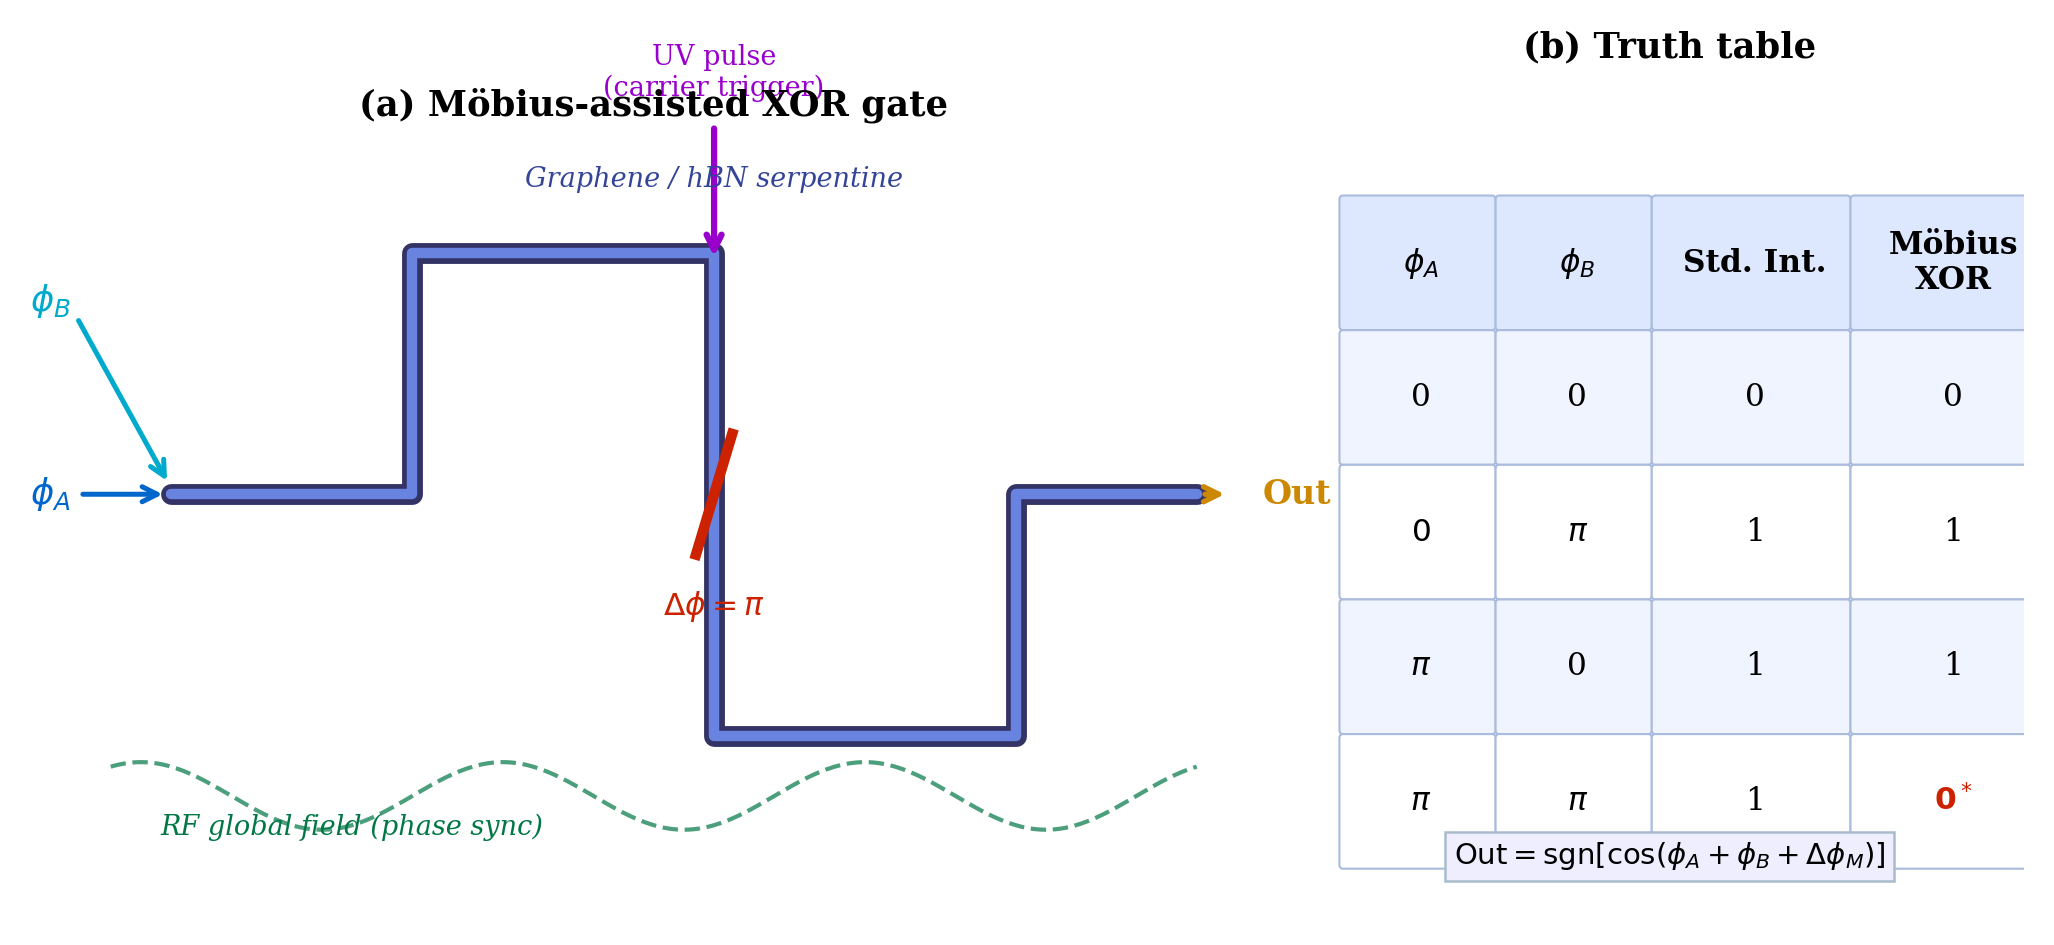 UV pulse
(carrier trigger)
(a) Möbius-assisted XOR gate
Graphene / hBN serpentine
ϕ_B
ϕ_A
Out
Δϕ = π
RF global field (phase sync)
(b) Truth table
ϕ_A ϕ_B Std. Int. Möbius XOR
0 0 0 0
0 π 1 1
π 0 1 1
π π 1 0*
Out = sgn[cos(ϕ_A + ϕ_B + Δϕ_M)]